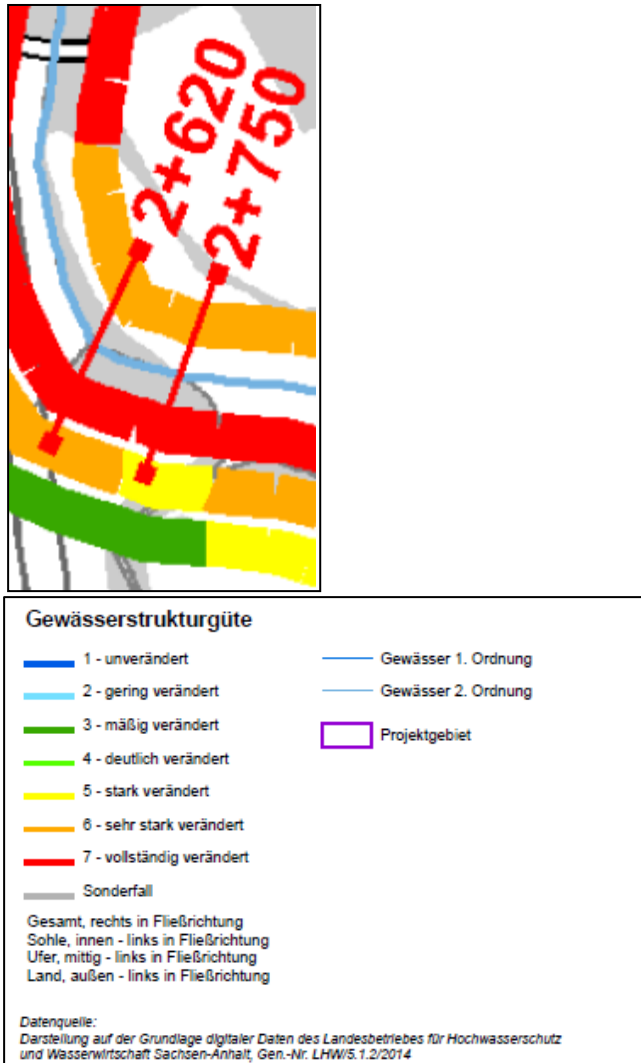 2+620
2+750
Gewässerstrukturgüte
1 - unverändert
2 - gering verändert
3 - mäßig verändert
4 - deutlich verändert
5 - stark verändert
6 - sehr stark verändert
7 - vollständig verändert
Sonderfall
Gewässer 1. Ordnung
Gewässer 2. Ordnung
Projektgebiet
Gesamt, rechts in Fließrichtung
Sohle, innen - links in Fließrichtung
Ufer, mittig - links in Fließrichtung
Land, außen - links in Fließrichtung
Datenquelle:
Darstellung auf der Grundlage digitaler Daten des Landesbetriebes für Hochwasserschutz
und Wasserwirtschaft Sachsen-Anhalt, Gen.-Nr. LHW/5.1.2/2014